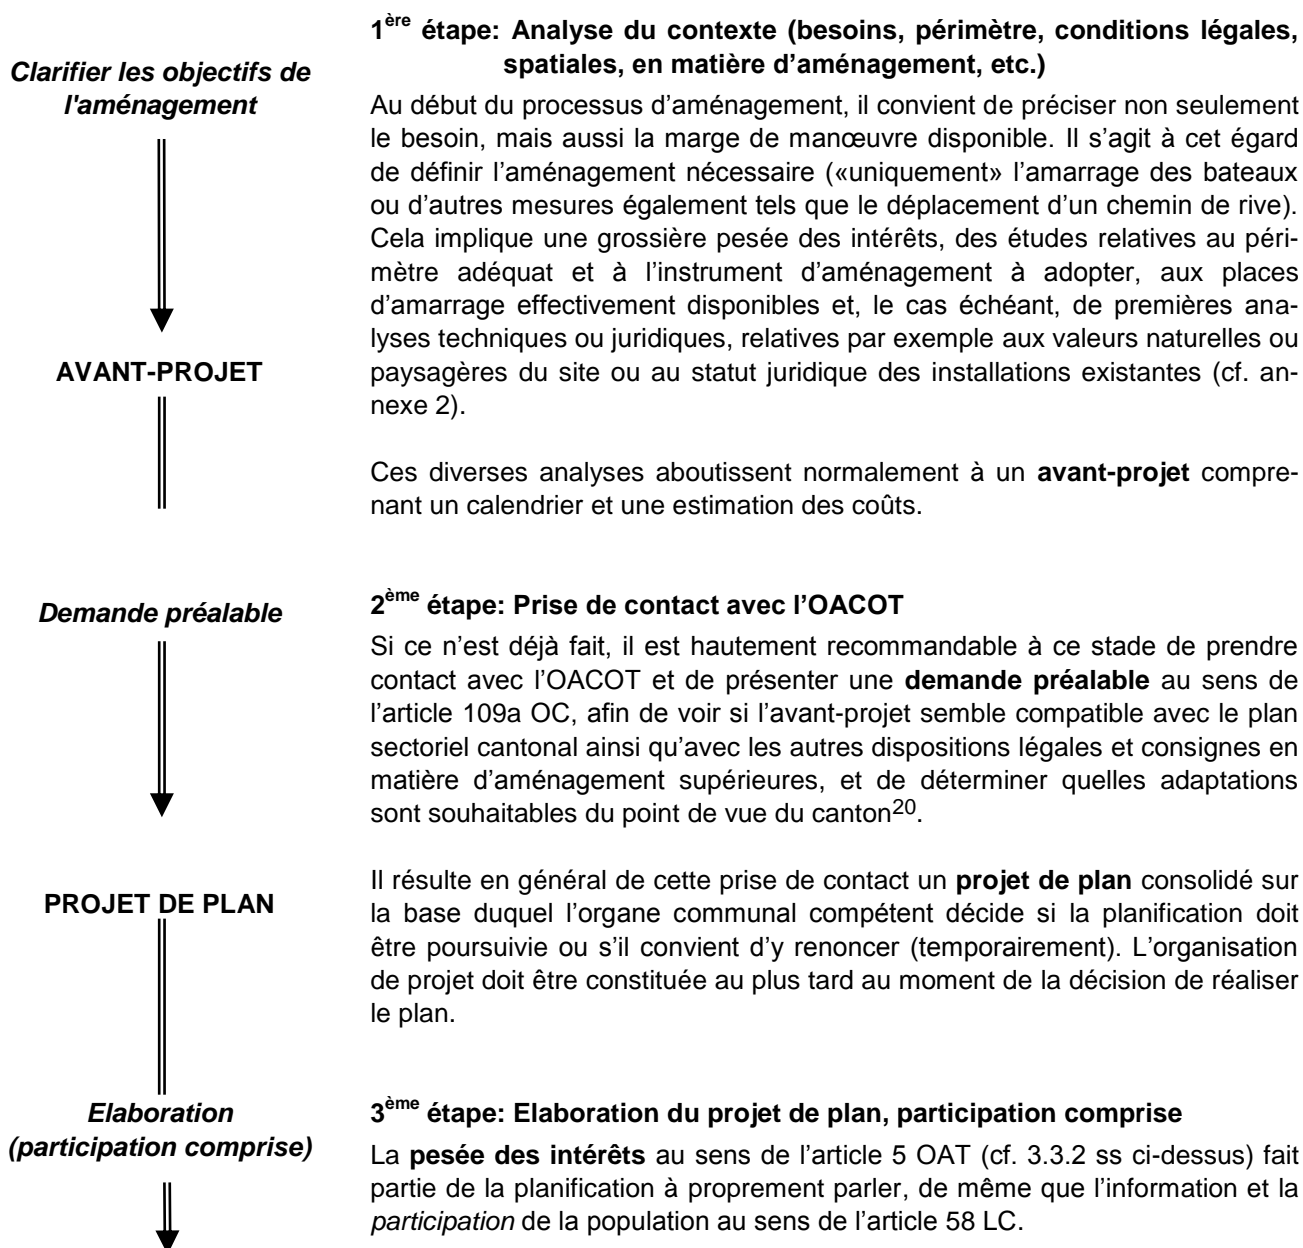 Clarifier les objectifs de
l'aménagement
AVANT-PROJET
1ère étape: Analyse du contexte (besoins, périmètre, conditions légales,
spatiales, en matière d’aménagement, etc.)
Au début du processus d’aménagement, il convient de préciser non seulement
le besoin, mais aussi la marge de manœuvre disponible. Il s’agit à cet égard
de définir l’aménagement nécessaire («uniquement» l’amarrage des bateaux
ou d’autres mesures également tels que le déplacement d’un chemin de rive).
Cela implique une grossière pesée des intérêts, des études relatives au péri-
mètre adéquat et à l’instrument d’aménagement à adopter, aux places
d’amarrage effectivement disponibles et, le cas échéant, de premières ana-
lyses techniques ou juridiques, relatives par exemple aux valeurs naturelles ou
paysagères du site ou au statut juridique des installations existantes (cf. an-
nexe 2).
Ces diverses analyses aboutissent normalement à un avant-projet compre-
nant un calendrier et une estimation des coûts.
Demande préalable
PROJET DE PLAN
2ème étape: Prise de contact avec l’OACOT
Si ce n’est déjà fait, il est hautement recommandable à ce stade de prendre
contact avec l’OACOT et de présenter une demande préalable au sens de
l’article 109a OC, afin de voir si l’avant-projet semble compatible avec le plan
sectoriel cantonal ainsi qu’avec les autres dispositions légales et consignes en
matière d’aménagement supérieures, et de déterminer quelles adaptations
sont souhaitables du point de vue du canton20.
Il résulte en général de cette prise de contact un projet de plan consolidé sur
la base duquel l’organe communal compétent décide si la planification doit
être poursuivie ou s’il convient d’y renoncer (temporairement). L’organisation
de projet doit être constituée au plus tard au moment de la décision de réaliser
le plan.
Elaboration
(participation comprise)
3ème étape: Elaboration du projet de plan, participation comprise
La pesée des intérêts au sens de l’article 5 OAT (cf. 3.3.2 ss ci-dessus) fait
partie de la planification à proprement parler, de même que l’information et la
participation de la population au sens de l’article 58 LC.